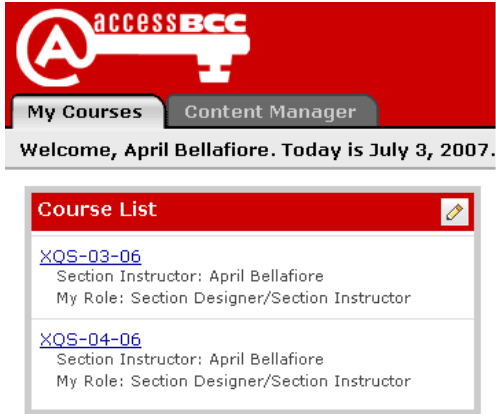 accessBCC
My Courses
Content Manager
Welcome, April Bellafiore. Today is July 3, 2007.
Course List
XQS-03-06
Section Instructor: April Bellafiore
My Role: Section Designer/Section Instructor
XQS-04-06
Section Instructor: April Bellafiore
My Role: Section Designer/Section Instructor